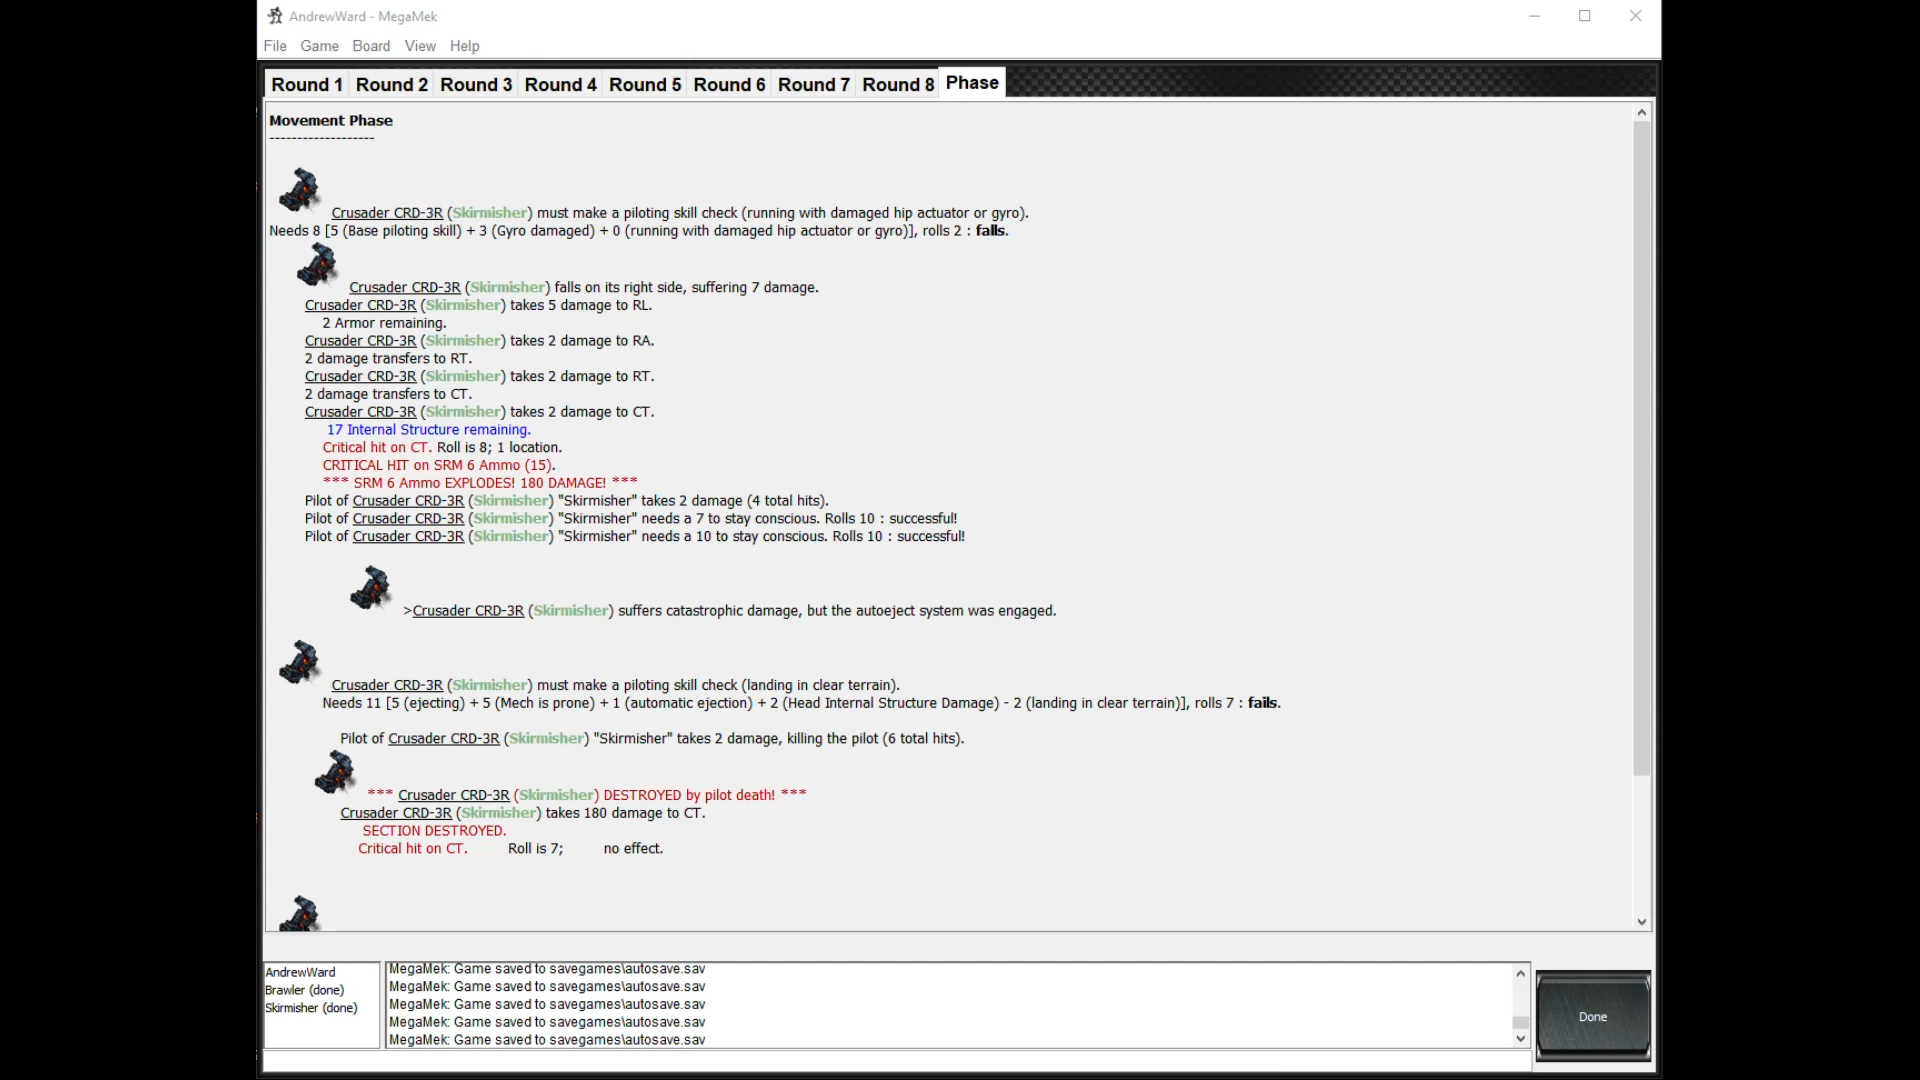 AndrewWard - MegaMek
File Game Board View Help
Round 1 Round 2 Round 3 Round 4 Round 5 Round 6 Round 7 Round 8 Phase
Movement Phase
-------------------
Crusader CRD-3R (Skirmisher) must make a piloting skill check (running with damaged hip actuator or gyro).
Needs 8 [5 (Base piloting skill) + 3 (Gyro damaged) + 0 (running with damaged hip actuator or gyro)], rolls 2 : falls.
Crusader CRD-3R (Skirmisher) falls on its right side, suffering 7 damage.
Crusader CRD-3R (Skirmisher) takes 5 damage to RL.
2 Armor remaining.
Crusader CRD-3R (Skirmisher) takes 2 damage to RA.
2 damage transfers to RT.
Crusader CRD-3R (Skirmisher) takes 2 damage to RT.
2 damage transfers to CT.
Crusader CRD-3R (Skirmisher) takes 2 damage to CT.
17 Internal Structure remaining.
Critical hit on CT. Roll is 8; 1 location.
CRITICAL HIT on SRM 6 Ammo (15).
*** SRM 6 Ammo EXPLODES! 180 DAMAGE! ***
Pilot of Crusader CRD-3R (Skirmisher) "Skirmisher" takes 2 damage (4 total hits).
Pilot of Crusader CRD-3R (Skirmisher) "Skirmisher" needs a 7 to stay conscious. Rolls 10 : successful!
Pilot of Crusader CRD-3R (Skirmisher) "Skirmisher" needs a 10 to stay conscious. Rolls 10 : successful!
>Crusader CRD-3R (Skirmisher) suffers catastrophic damage, but the autoeject system was engaged.
Crusader CRD-3R (Skirmisher) must make a piloting skill check (landing in clear terrain).
Needs 11 [5 (ejecting) + 5 (Mech is prone) + 1 (automatic ejection) + 2 (Head Internal Structure Damage) - 2 (landing in clear terrain)], rolls 7 : fails.
Pilot of Crusader CRD-3R (Skirmisher) "Skirmisher" takes 2 damage, killing the pilot (6 total hits).
*** Crusader CRD-3R (Skirmisher) DESTROYED by pilot death! ***
Crusader CRD-3R (Skirmisher) takes 180 damage to CT.
SECTION DESTROYED.
Critical hit on CT. Roll is 7; no effect.
AndrewWard
Brawler (done)
Skirmisher (done)
MegaMek: Game saved to savegames\autosave.sav
MegaMek: Game saved to savegames\autosave.sav
MegaMek: Game saved to savegames\autosave.sav
MegaMek: Game saved to savegames\autosave.sav
MegaMek: Game saved to savegames\autosave.sav
Done